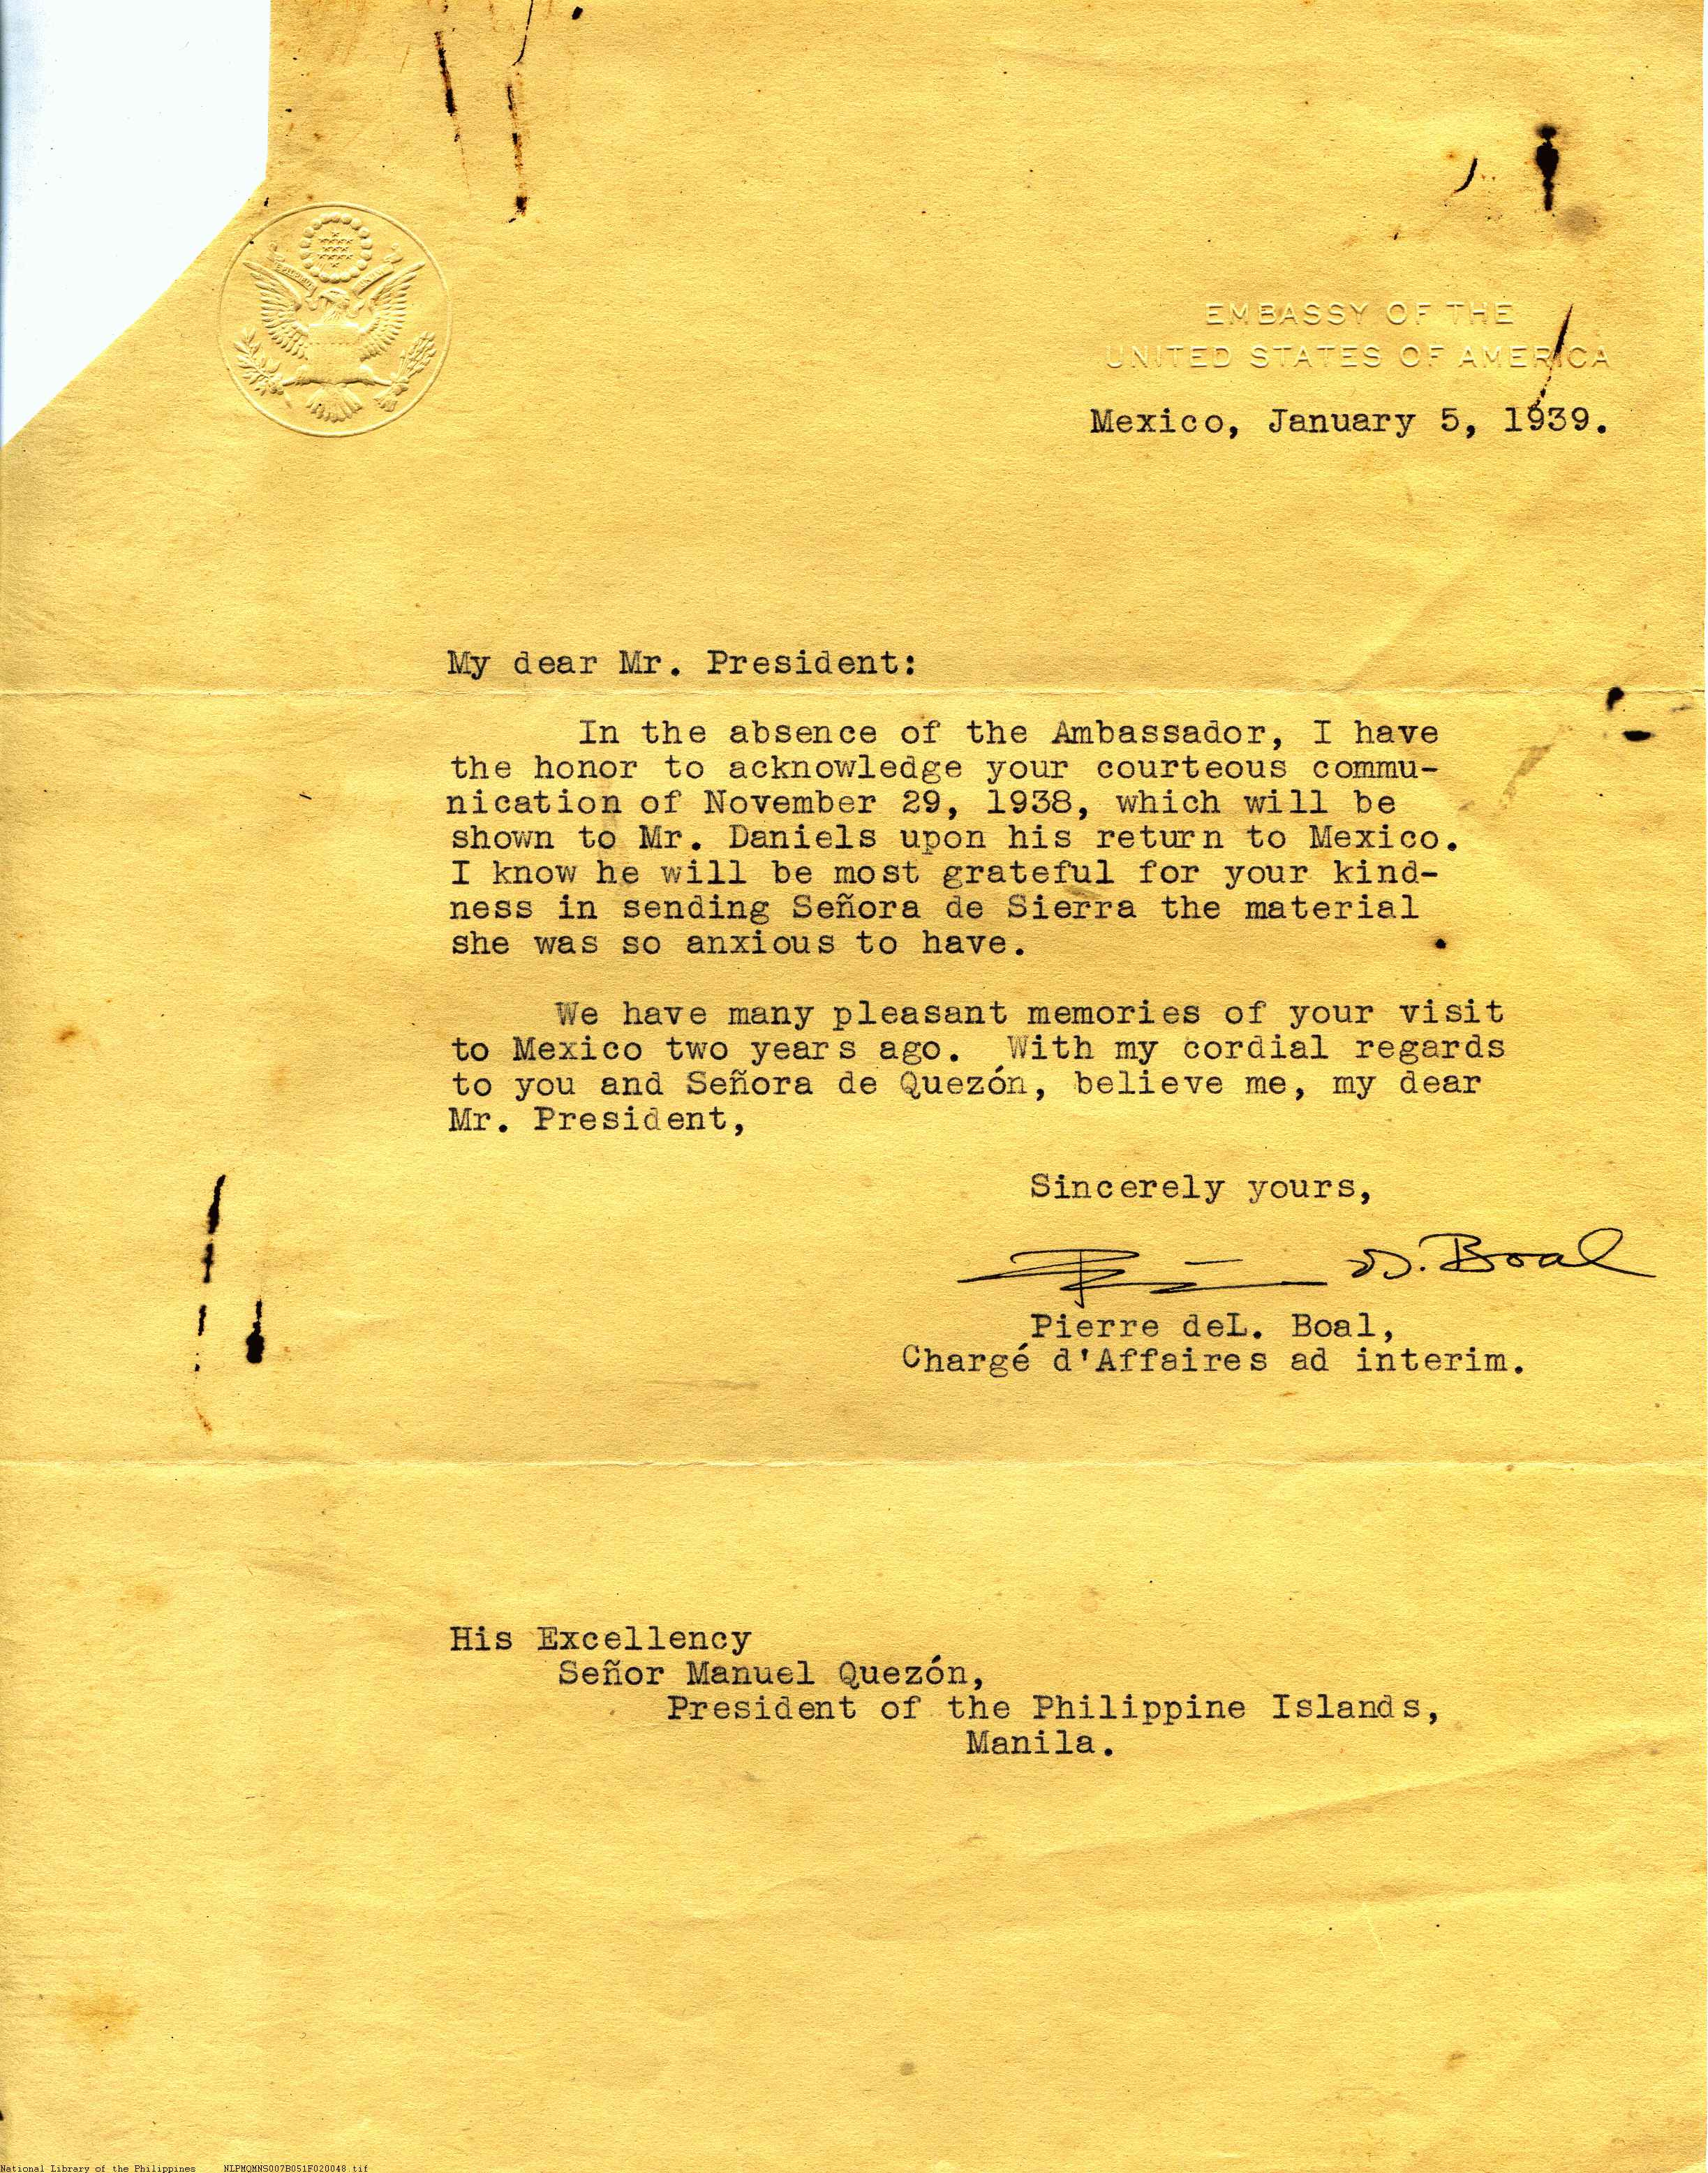 EMBASSY OF THE
UNITED STATES OF AMERICA
Mexico, January 5, 1939.
My dear Mr. President:
In the absence of the Ambassador, I have
the honor to acknowledge your courteous commu-
nication of November 29, 1938, which will be
shown to Mr. Daniels upon his return to Mexico.
I know he will be most grateful for your kind-
ness in sending Señora de Sierra the material
she was so anxious to have.
We have many pleasant memories of your visit
to Mexico two years ago.  With my cordial regards
to you and Señora de Quezón, believe me, my dear
Mr. President,
Sincerely yours,
Pierre deL. Boal,
Chargé d'Affaires ad interim.
His Excellency
Señor Manuel Quezón,
President of the Philippine Islands,
Manila.
National Library of the Philippines NLPMQMNS007B051F020048.tif